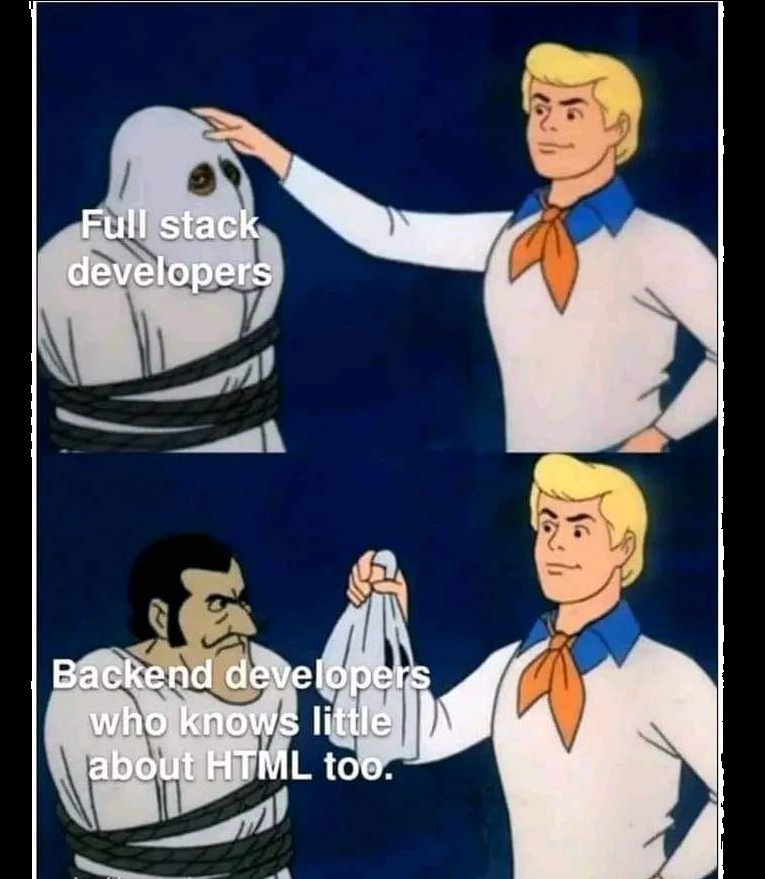 Full stack
developers
Backend developers
who knows little
about HTML too.